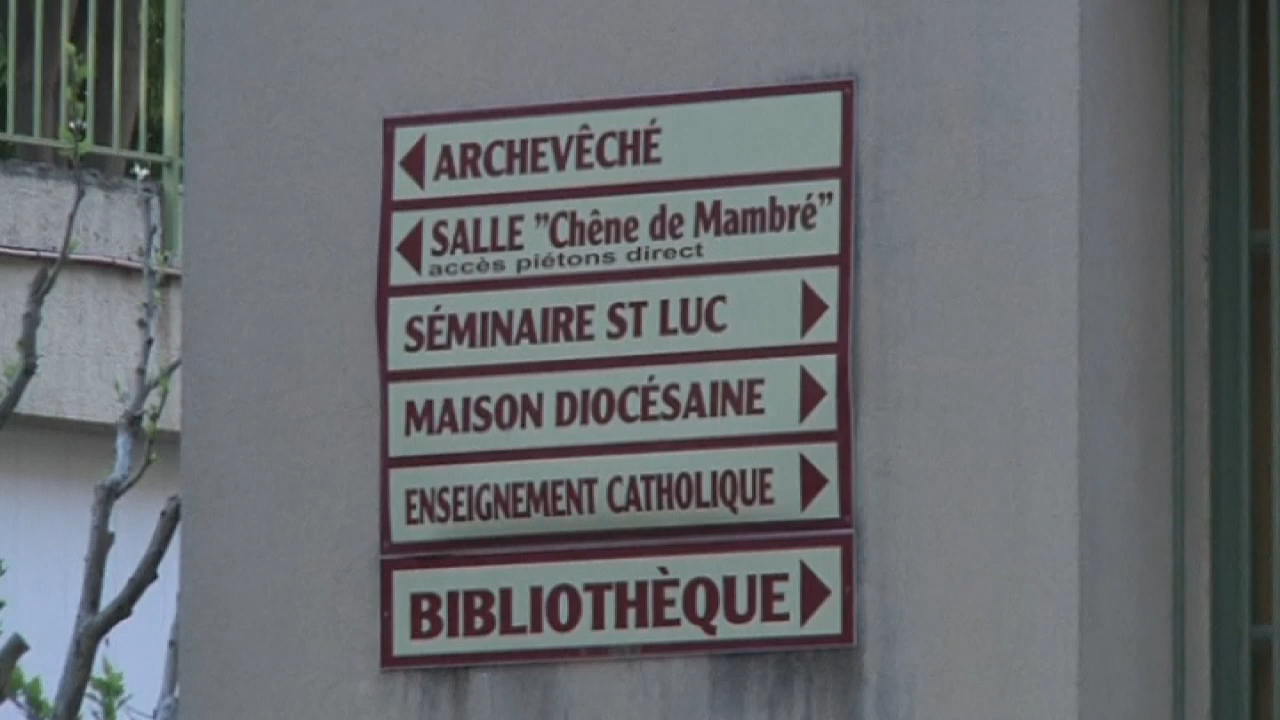 ARCHEVÊCHÉ
SALLE "Chêne de Mambré"
accès piétons direct
SÉMINAIRE ST LUC
MAISON DIOCÉSAINE
ENSEIGNEMENT CATHOLIQUE
BIBLIOTHÈQUE